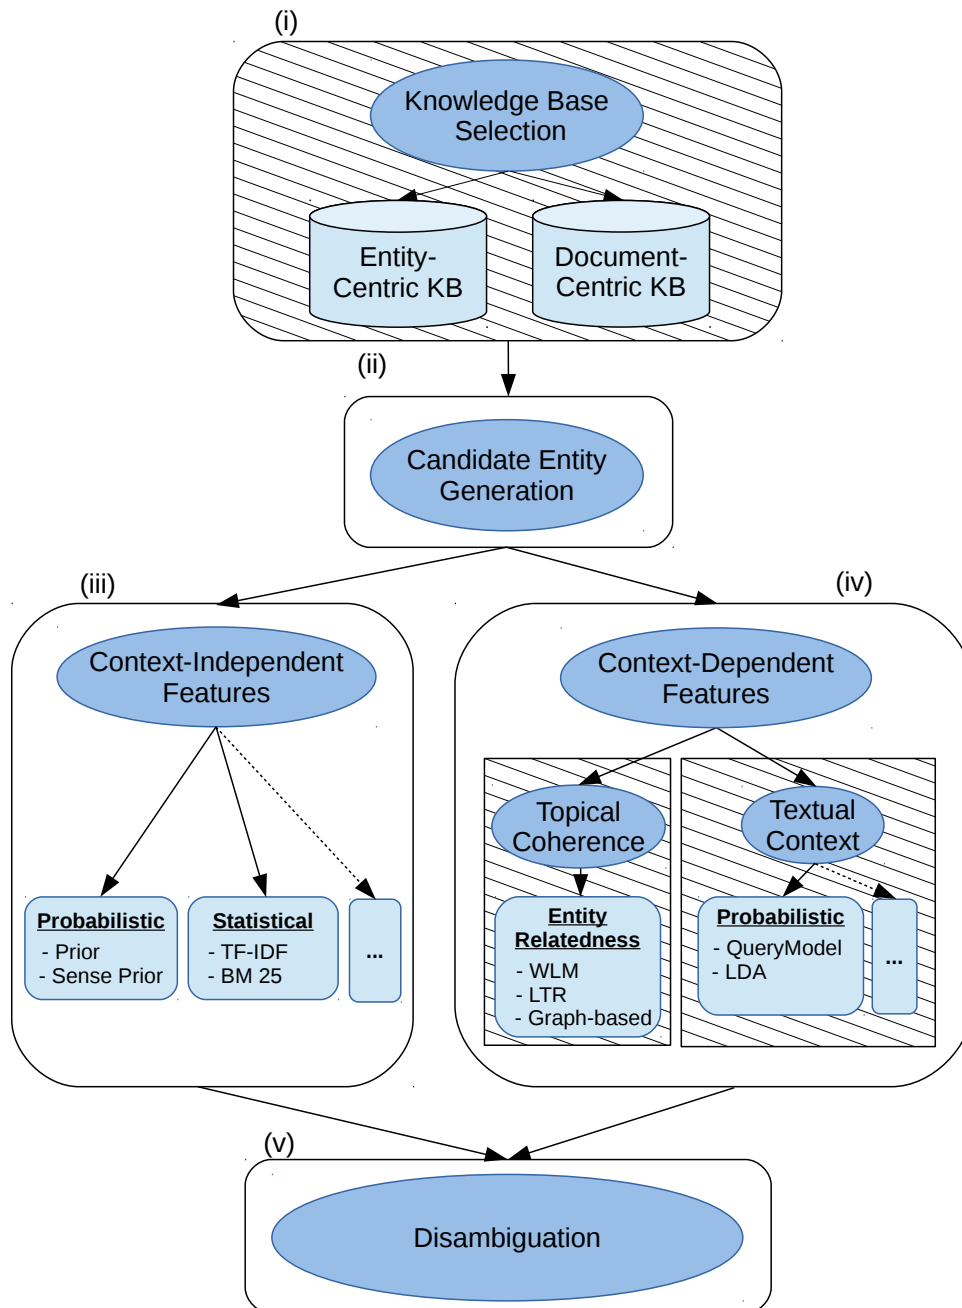 (i)
Knowledge Base
Selection
Entity-
Centric KB
Document-
Centric KB
(ii)
Candidate Entity
Generation
(iii)
Context-Independent
Features
Probabilistic
- Prior
- Sense Prior
Statistical
- TF-IDF
- BM 25
...
(iv)
Context-Dependent
Features
Topical
Coherence
Entity
Relatedness
- WLM
- LTR
- Graph-based
Textual
Context
Probabilistic
- QueryModel
- LDA
...
(v)
Disambiguation